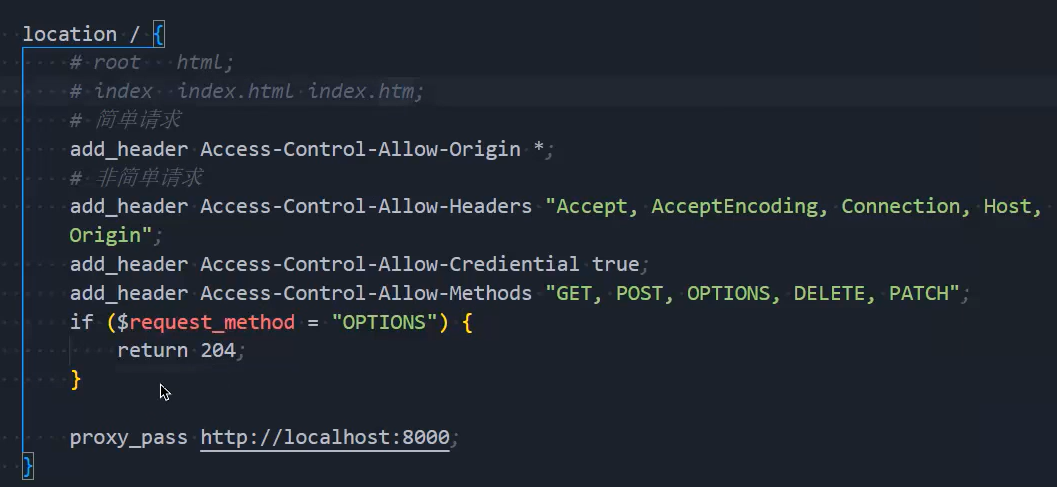 location / {
# root   html;
# index  index.html index.htm;
# 简单请求
add_header Access-Control-Allow-Origin *;
# 非简单请求
add_header Access-Control-Allow-Headers "Accept, AcceptEncoding, Connection, Host,
Origin";
add_header Access-Control-Allow-Crediential true;
add_header Access-Control-Allow-Methods "GET, POST, OPTIONS, DELETE, PATCH";
if ($request_method = "OPTIONS") {
return 204;
}
proxy_pass http://localhost:8000;
}